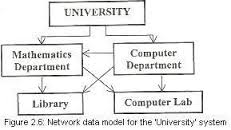 UNIVERSITY
Mathematics
Department
Computer
Department
Library
Computer Lab
Figure 2.6: Network data model for the 'University' system